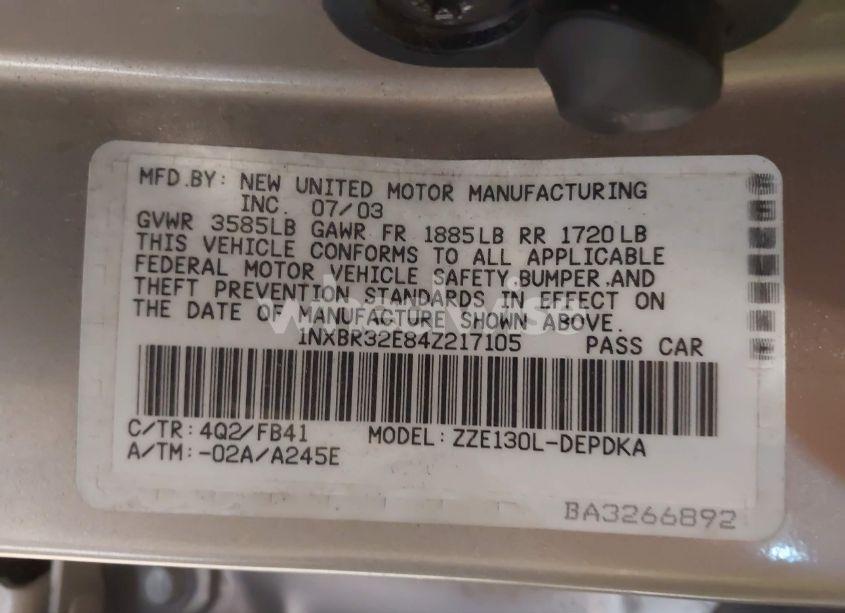 MFD.BY: NEW UNITED MOTOR MANUFACTURING
INC. 07/03
GVWR 3585LB GAWR FR 1885LB RR 1720LB
THIS VEHICLE CONFORMS TO ALL APPLICABLE
FEDERAL MOTOR VEHICLE SAFETY,BUMPER,AND
THEFT PREVENTION STANDARDS IN EFFECT ON
THE DATE OF MANUFACTURE SHOWN ABOVE.
1NXBR32E84Z217105 PASS CAR
C/TR:4Q2/FB41 MODEL:ZZE130L-DEPDKA
A/TM:-02A/A245E
BA3266892